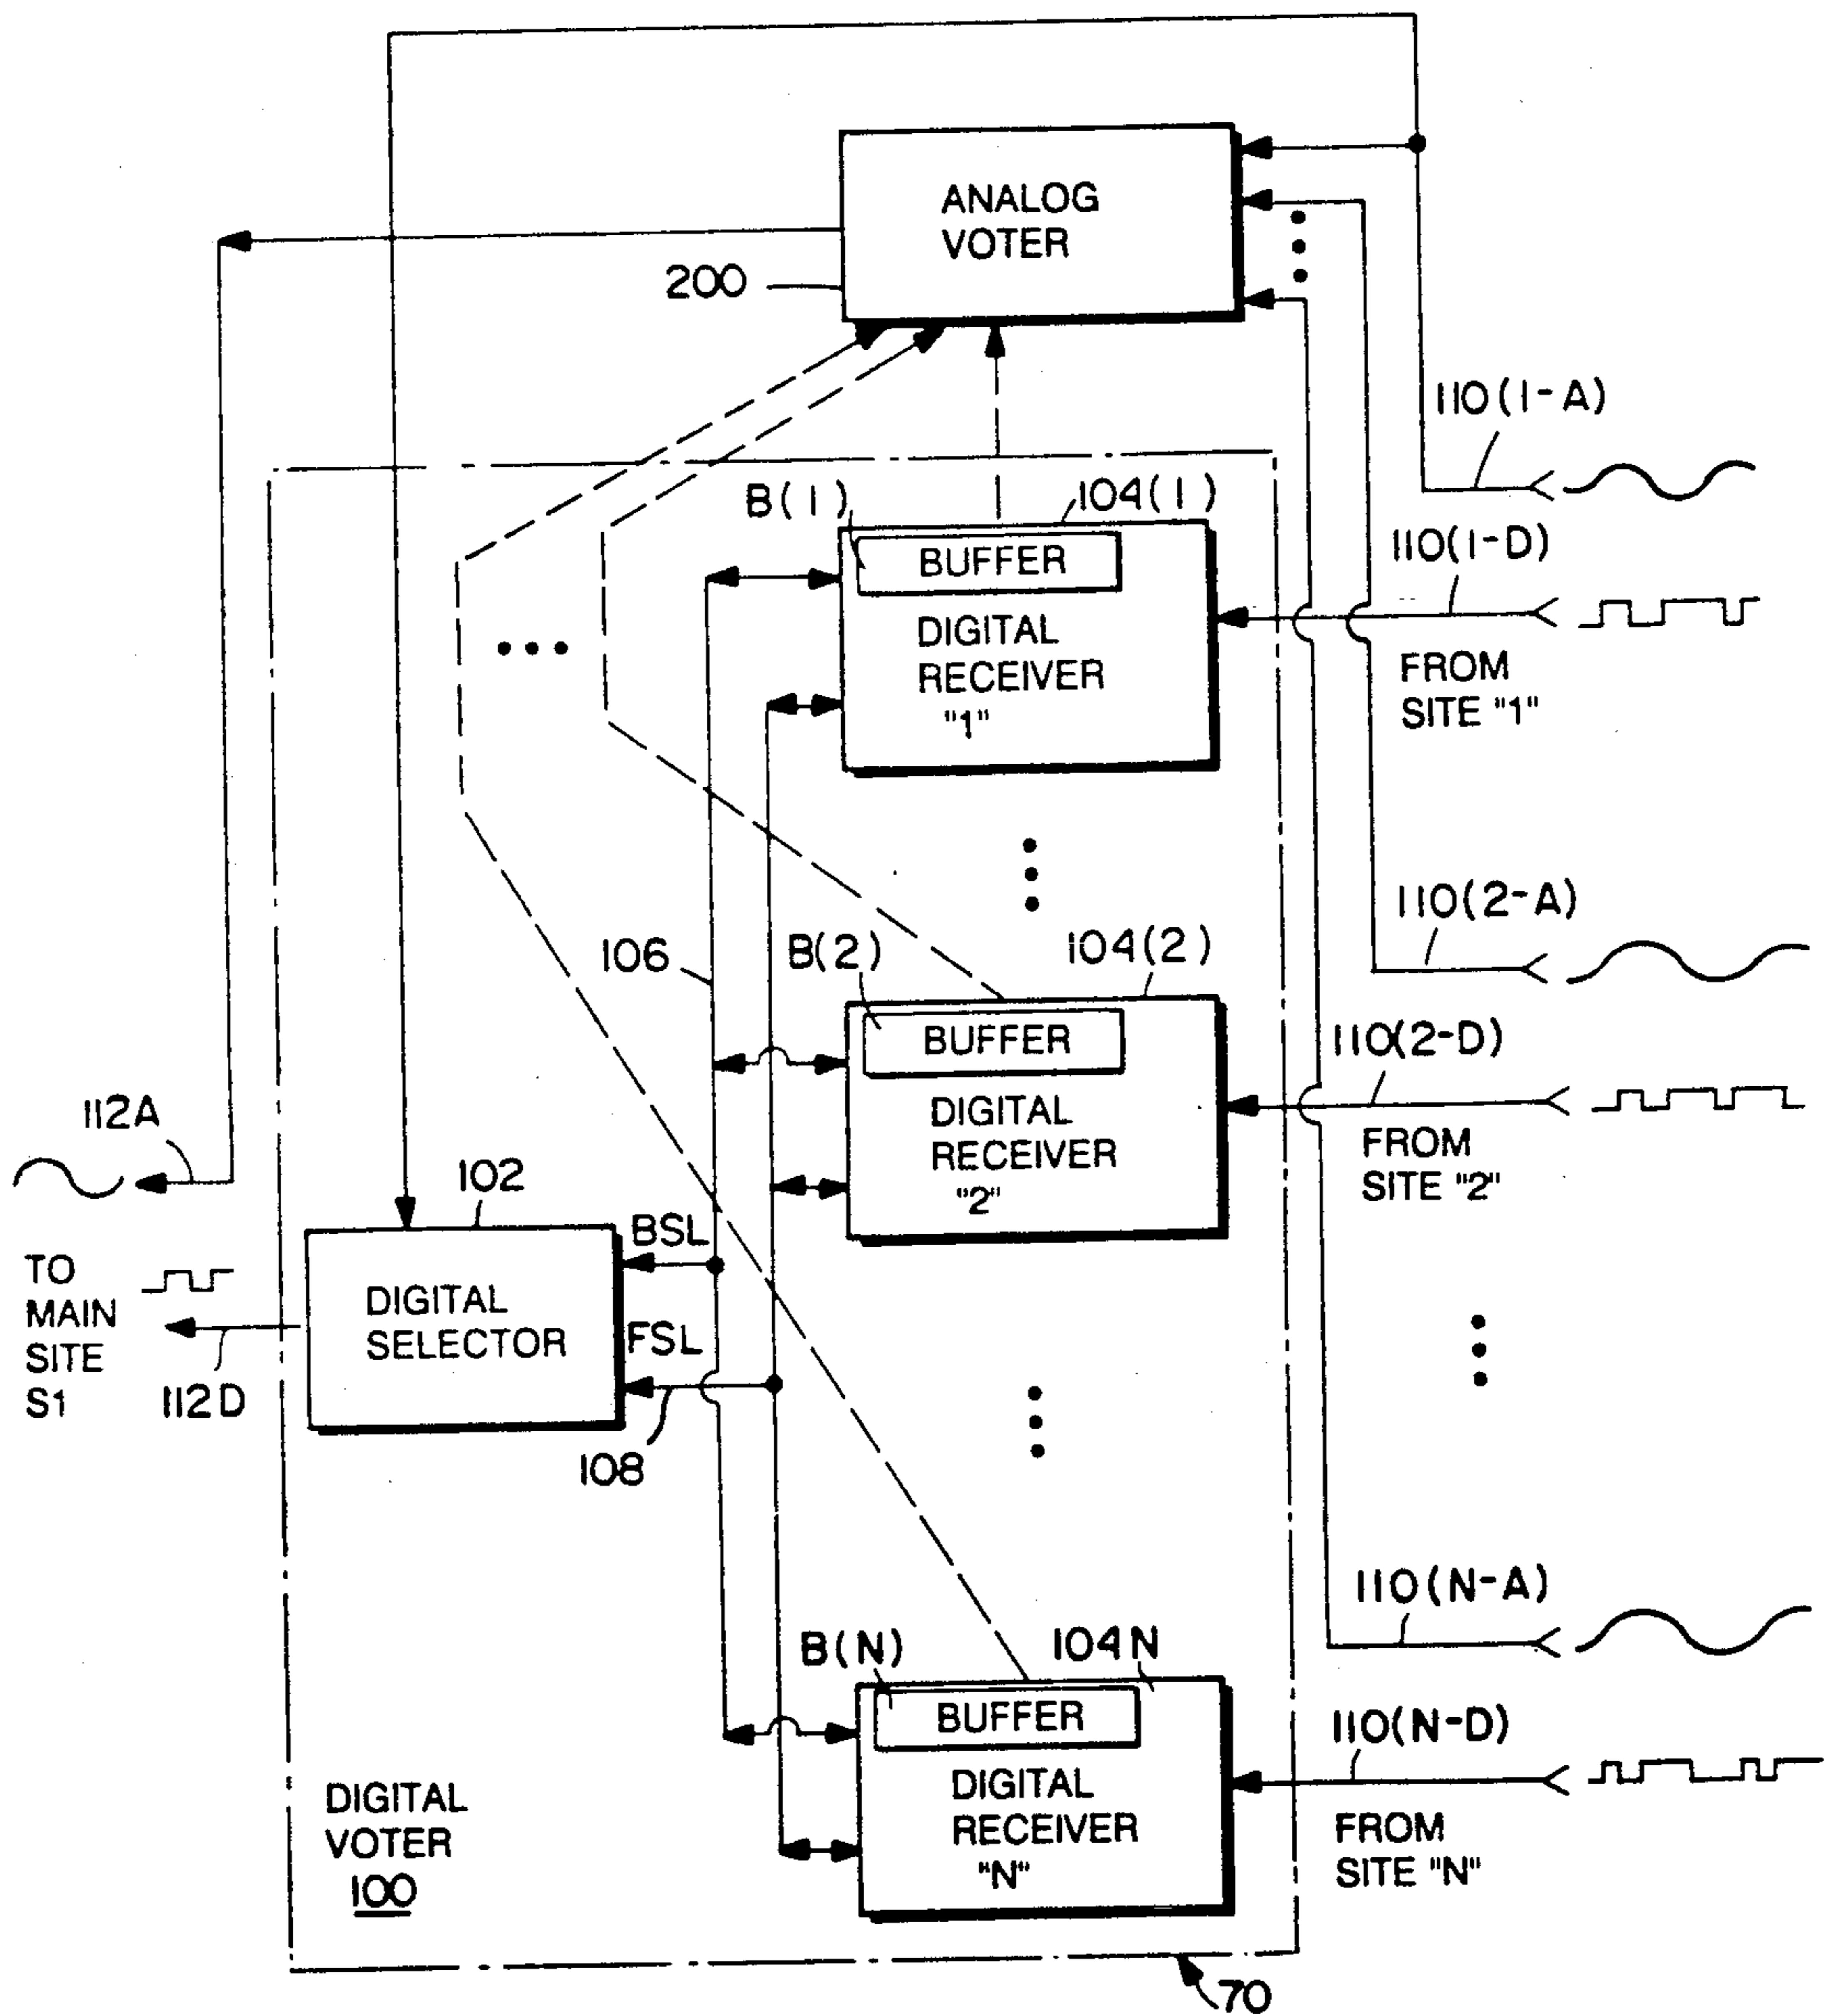 ANALOG
VOTER
200
110(1-A)
B(1)
104(1)
110(1-D)
BUFFER
DIGITAL
RECEIVER
"1"
FROM
SITE "1"
110(2-A)
106
B(2)
104(2)
BUFFER
110(2-D)
DIGITAL
RECEIVER
"2"
FROM
SITE "2"
112A
102
BSL
TO
MAIN
SITE
S1
DIGITAL
SELECTOR
FSL
112D
108
110(N-A)
B(N)
104N
BUFFER
110(N-D)
DIGITAL
RECEIVER
"N"
FROM
SITE "N"
DIGITAL
VOTER
100
70